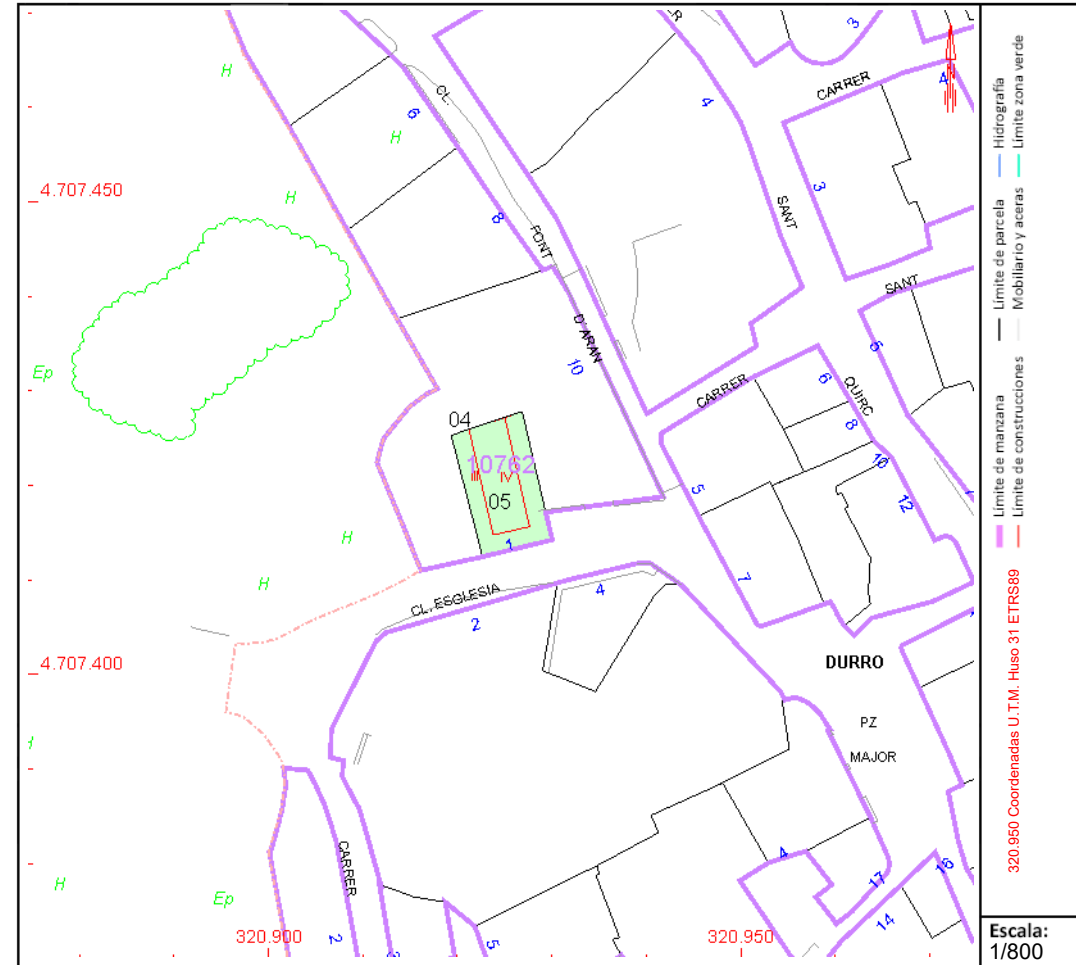 H
CL.
6
H
8
FONT
D'ARAN
10
4.707.450
H
Ep
3
4
CARRER
4
3
SANT
SANT
5
CARRER
6
QUIRC
8
10
12
5
7
04
10762
III
IV
05
1
H
H
CL. ESGLESIA
2
4
4.707.400
DURRO
PZ
MAJOR
H
Ep
CARRER
2
5
4
17
16
14
320.900
320.950
Hidrografía
Límite zona verde
Límite de parcela
Mobiliario y aceras
Límite de manzana
Límite de construcciones
320.950 Coordenadas U.T.M. Huso 31 ETRS89
Escala:
1/800